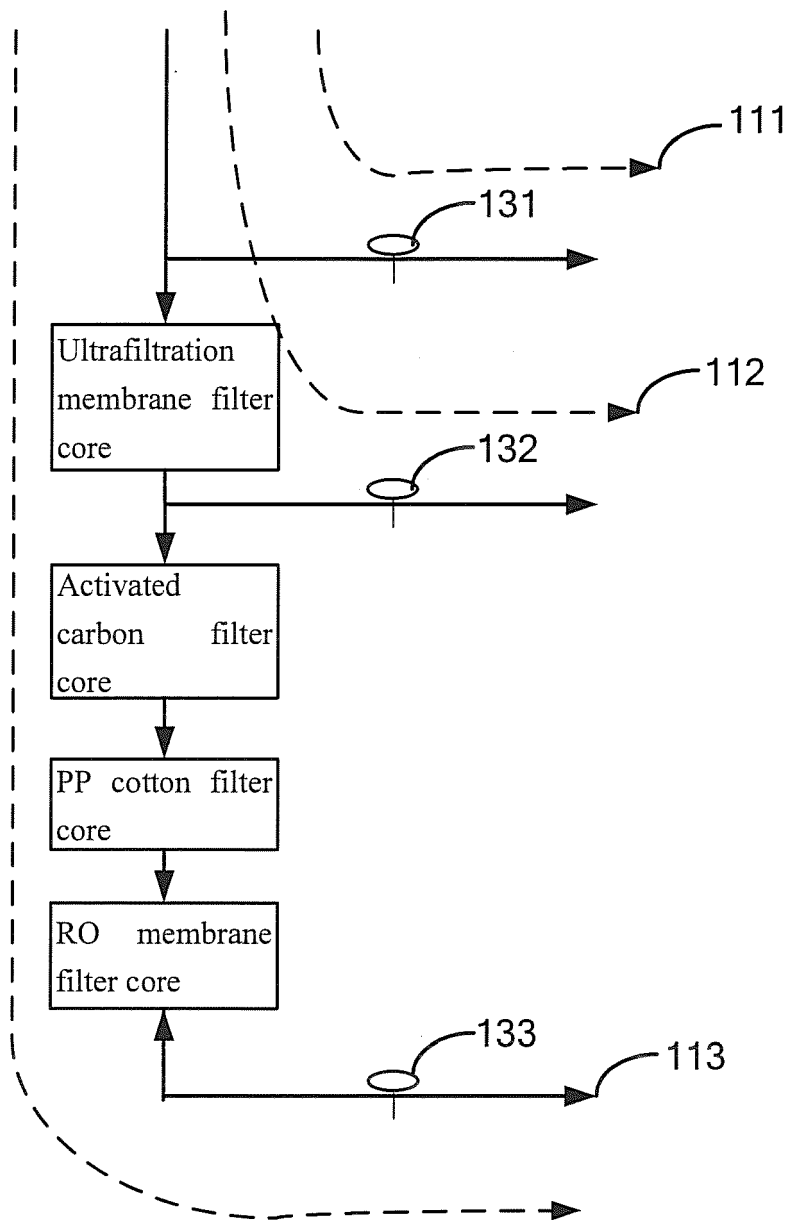 111
131
Ultrafiltration
membrane filter
core
112
132
Activated
carbon filter
core
PP cotton filter
core
RO membrane
filter core
133
113